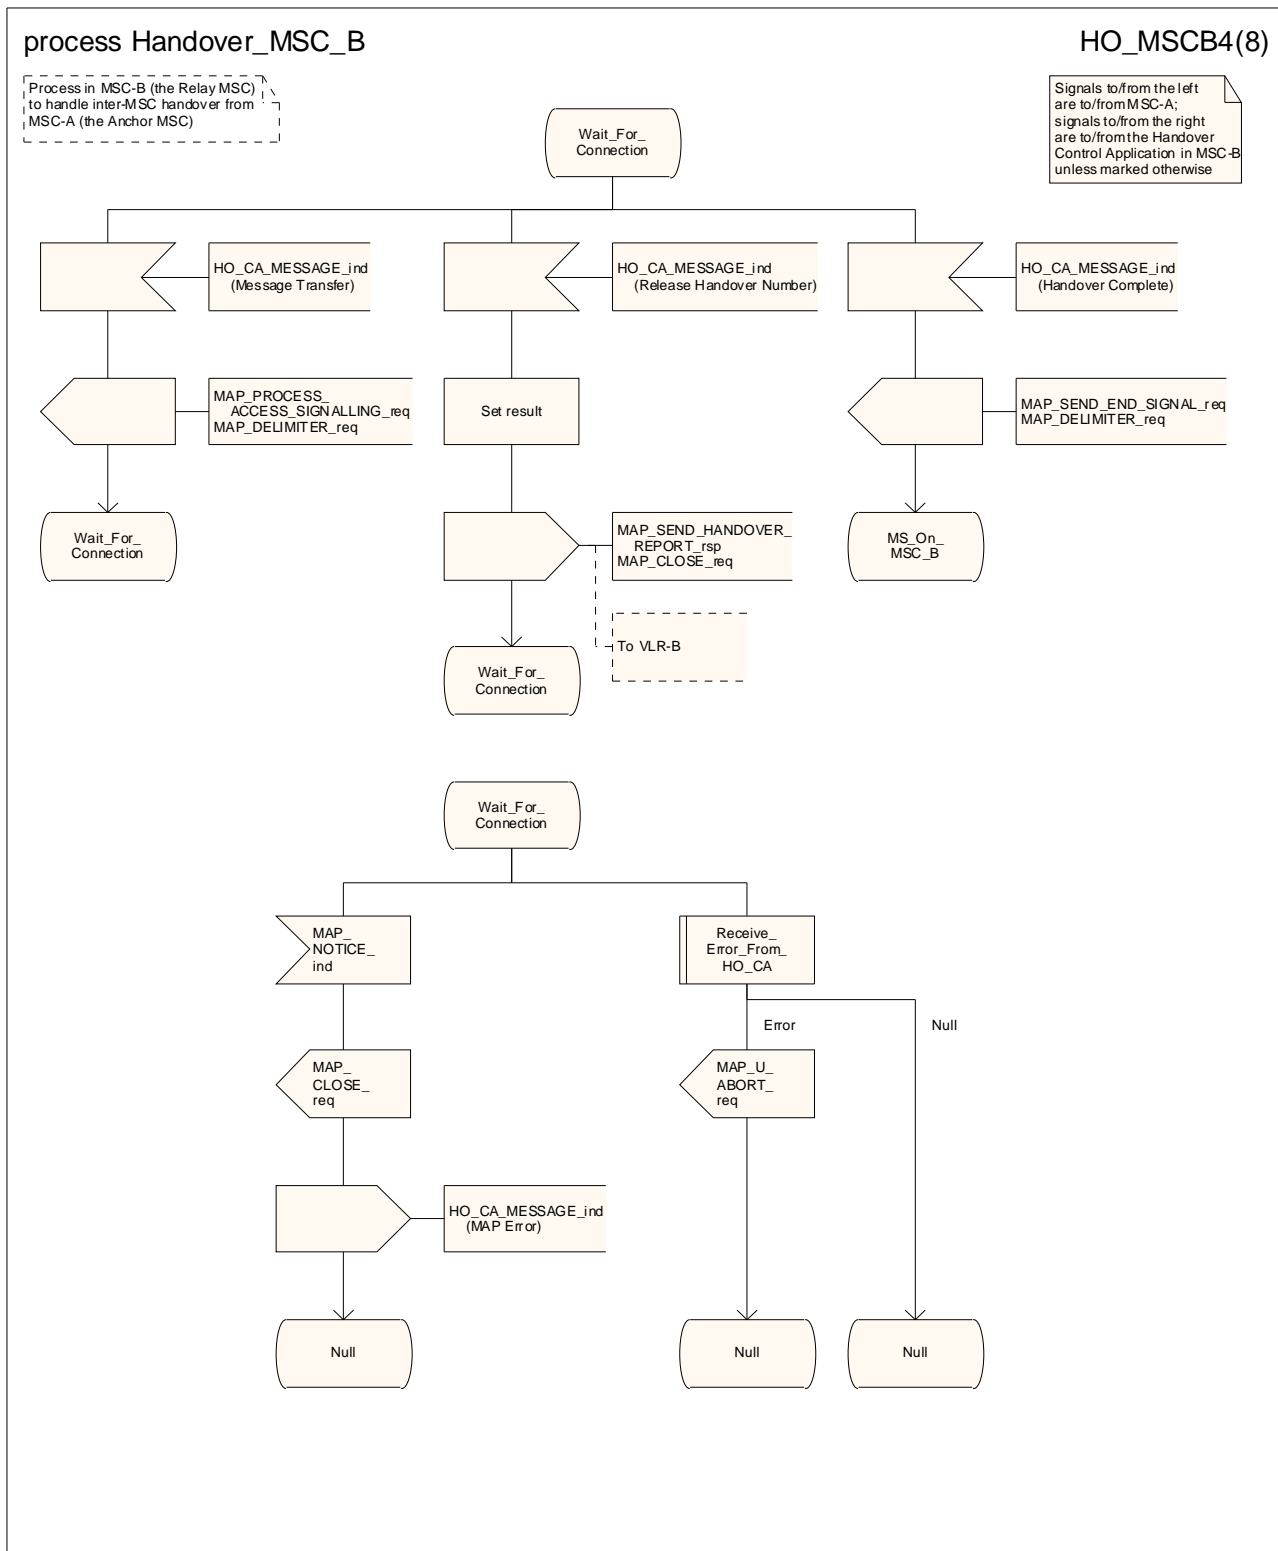 process Handover_MSC_B
HO_MSCB4(8)
Process in MSC-B (the Relay MSC)
to handle inter-MSC handover from
MSC-A (the Anchor MSC)
Signals to/from the left
are to/from MSC-A;
signals to/from the right
are to/from the Handover
Control Application in MSC-B
unless marked otherwise
Wait_For_
Connection
HO_CA_MESSAGE_ind
(Message Transfer)
HO_CA_MESSAGE_ind
(Release Handover Number)
HO_CA_MESSAGE_ind
(Handover Complete)
MAP_PROCESS_
ACCESS_SIGNALLING_req
MAP_DELIMITER_req
Set result
MAP_SEND_END_SIGNAL_req
MAP_DELIMITER_req
Wait_For_
Connection
MAP_SEND_HANDOVER_
REPORT_rsp
MAP_CLOSE_req
MS_On_
MSC_B
To VLR-B
Wait_For_
Connection
Wait_For_
Connection
MAP_
NOTICE_
ind
Receive_
Error_From_
HO_CA
Error
Null
MAP_
CLOSE_
req
MAP_U_
ABORT_
req
HO_CA_MESSAGE_ind
(MAP Error)
Null
Null
Null